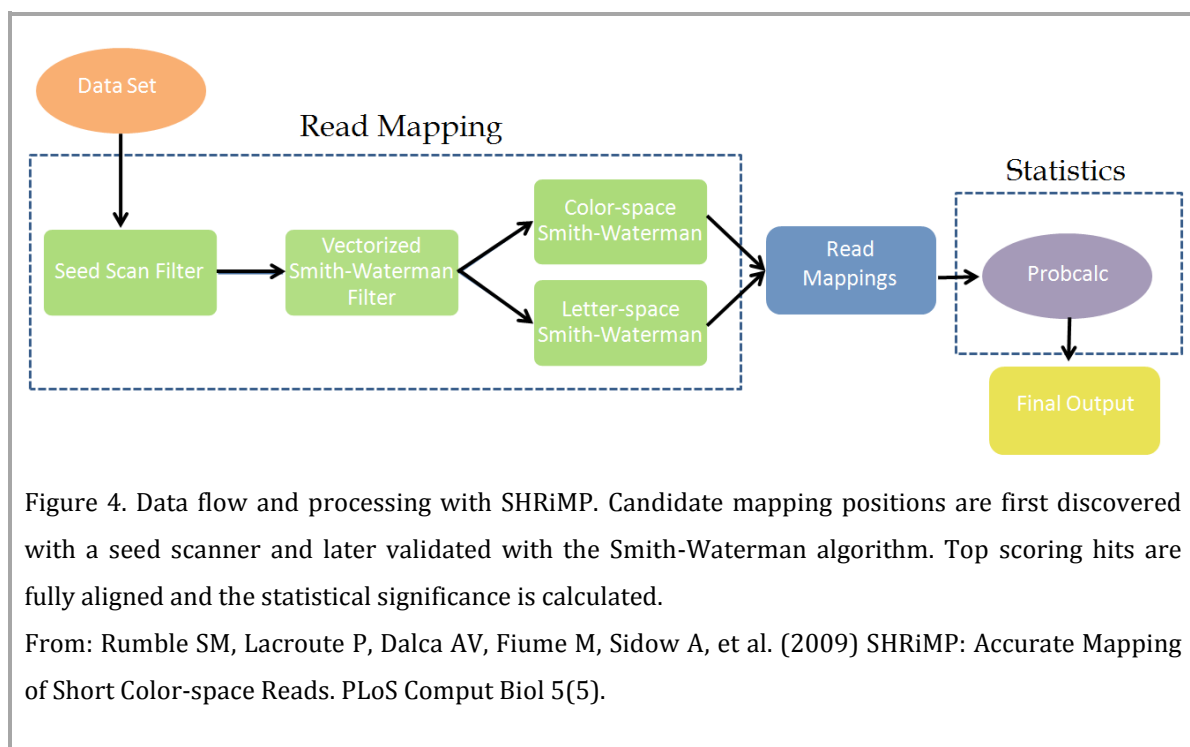 Data Set
Read Mapping
Statistics
Seed Scan Filter
Vectorized
Smith-Waterman
Filter
Color-space
Smith-Waterman
Letter-space
Smith-Waterman
Read
Mappings
Probcalc
Final Output
Figure 4. Data flow and processing with SHRiMP. Candidate mapping positions are first discovered
with a seed scanner and later validated with the Smith-Waterman algorithm. Top scoring hits are
fully aligned and the statistical significance is calculated.
From: Rumble SM, Lacroute P, Dalca AV, Fiume M, Sidow A, et al. (2009) SHRiMP: Accurate Mapping
of Short Color-space Reads. PLoS Comput Biol 5(5).